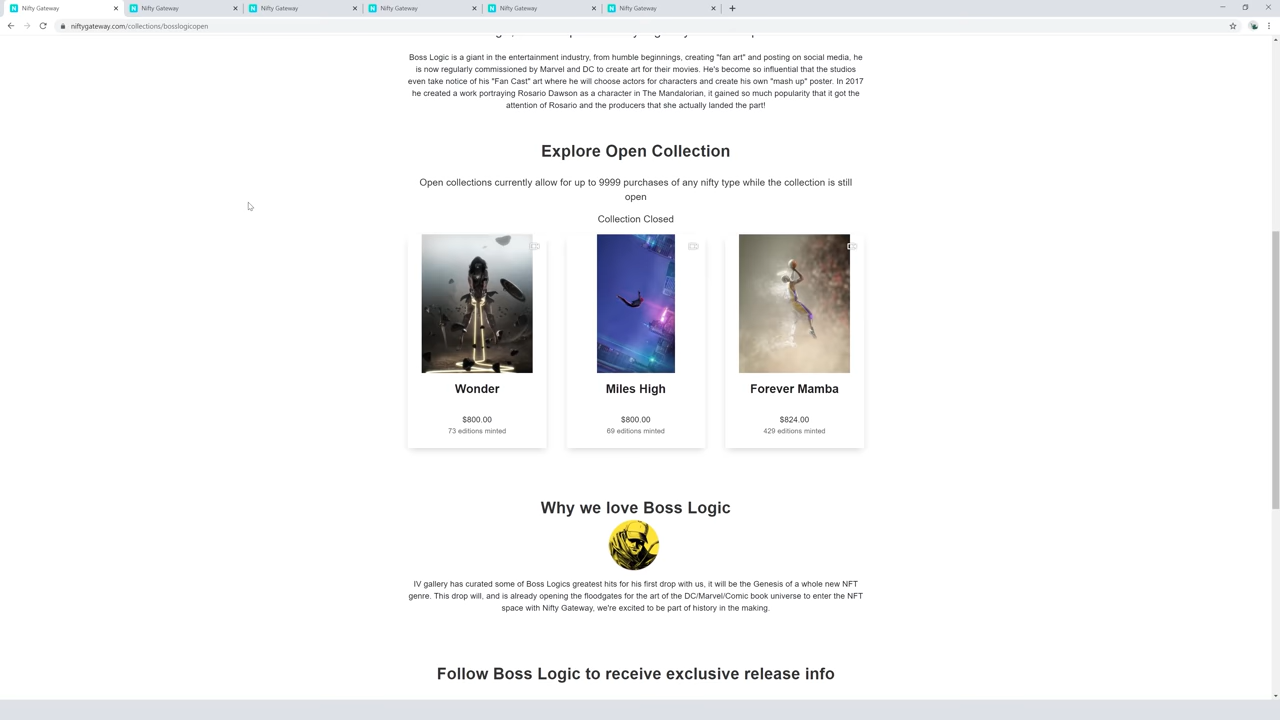 Nifty Gateway
Nifty Gateway
Nifty Gateway
Nifty Gateway
Nifty Gateway
Nifty Gateway
niftygateway.com/collections/bosslogicopen
Boss Logic is a giant in the entertainment industry, from humble beginnings, creating "fan art" and posting on social media, he
is now regularly commissioned by Marvel and DC to create art for their movies. He's become so influential that the studios
even take notice of his "Fan Cast" art where he will choose actors for characters and create his own "mash up" poster. In 2017
he created a work portraying Rosario Dawson as a character in The Mandalorian, it gained so much popularity that it got the
attention of Rosario and the producers that she actually landed the part!
Explore Open Collection
Open collections currently allow for up to 9999 purchases of any nifty type while the collection is still
open
Collection Closed
Wonder
$800.00
73 editions minted
Miles High
$800.00
69 editions minted
Forever Mamba
$824.00
429 editions minted
Why we love Boss Logic
IV gallery has curated some of Boss Logics greatest hits for his first drop with us, it will be the Genesis of a whole new NFT
genre. This drop will, and is already opening the floodgates for the art of the DC/Marvel/Comic book universe to enter the NFT
space with Nifty Gateway, we're excited to be part of history in the making.
Follow Boss Logic to receive exclusive release info